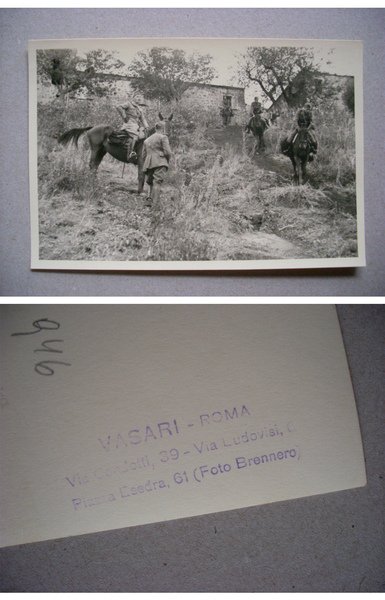 946
VASARI - ROMA
Via Condotti, 39 - Via Ludovisi,
Piazza Esedra, 61 (Foto Brennero)